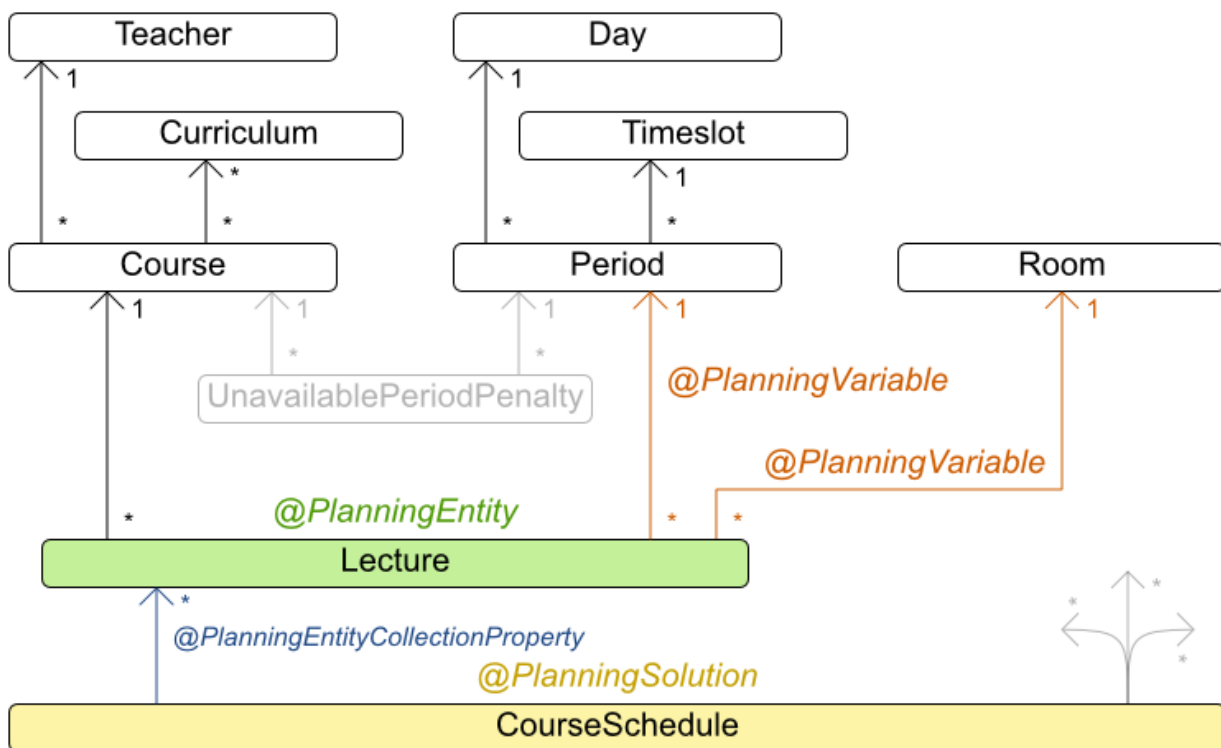 Teacher
Day
1
1
Curriculum
Timeslot
*
1
*
*
*
*
Course
Period
Room
1
1
1
1
1
*
*
@PlanningVariable
UnavailablePeriodPenalty
@PlanningVariable
@PlanningEntity
*
*
*
Lecture
*
@PlanningEntityCollectionProperty
*
*
*
@PlanningSolution
CourseSchedule